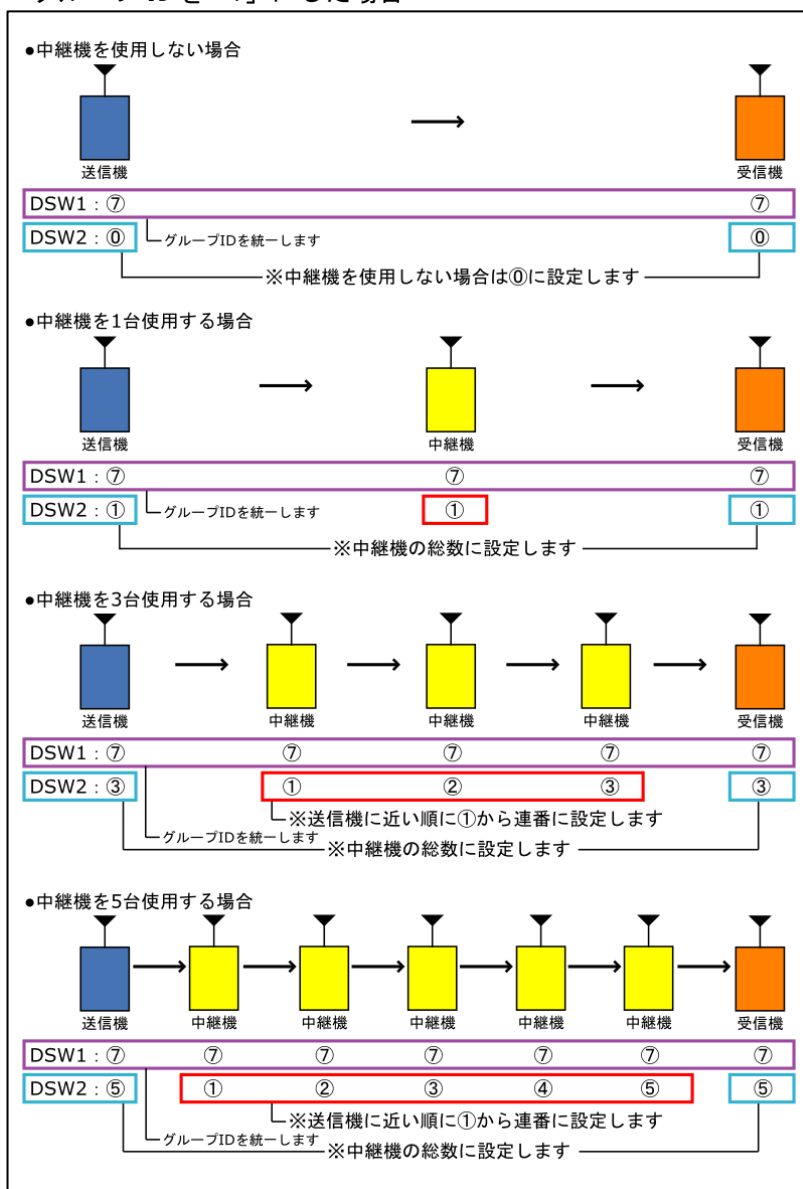 ●中継機を使用しない場合
送信機 受信機
DSW1：⑦ ⑦
DSW2：⓪ グループIDを統一します ⓪
※中継機を使用しない場合は⓪に設定します
●中継機を1台使用する場合
送信機 中継機 受信機
DSW1：⑦ ⑦ ⑦
DSW2：① グループIDを統一します ① ①
※中継機の総数に設定します
●中継機を3台使用する場合
送信機 中継機 中継機 中継機 受信機
DSW1：⑦ ⑦ ⑦ ⑦ ⑦
DSW2：③ ① ② ③ ③
※送信機に近い順に①から連番に設定します
グループIDを統一します
※中継機の総数に設定します
●中継機を5台使用する場合
送信機 中継機 中継機 中継機 中継機 中継機 受信機
DSW1：⑦ ⑦ ⑦ ⑦ ⑦ ⑦ ⑦
DSW2：⑤ ① ② ③ ④ ⑤ ⑤
※送信機に近い順に①から連番に設定します
グループIDを統一します
※中継機の総数に設定します